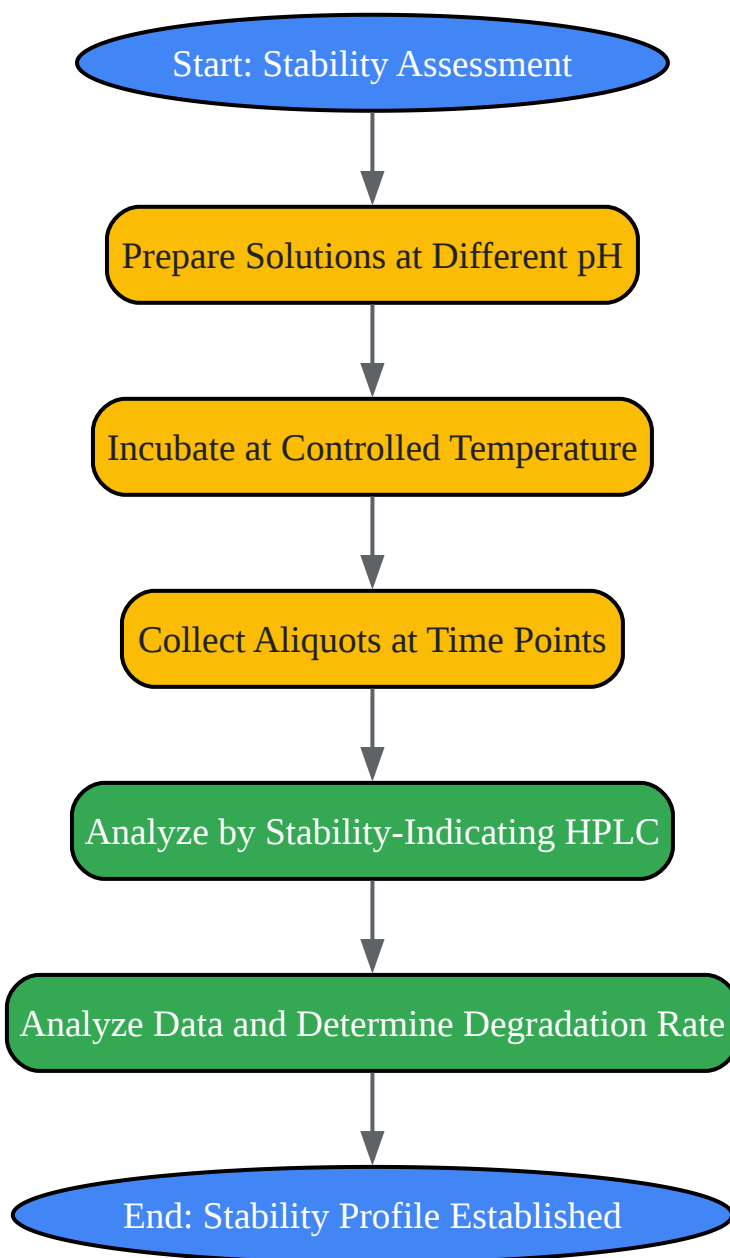 Start: Stability Assessment
Prepare Solutions at Different pH
Incubate at Controlled Temperature
Collect Aliquots at Time Points
Analyze by Stability-Indicating HPLC
Analyze Data and Determine Degradation Rate
End: Stability Profile Established